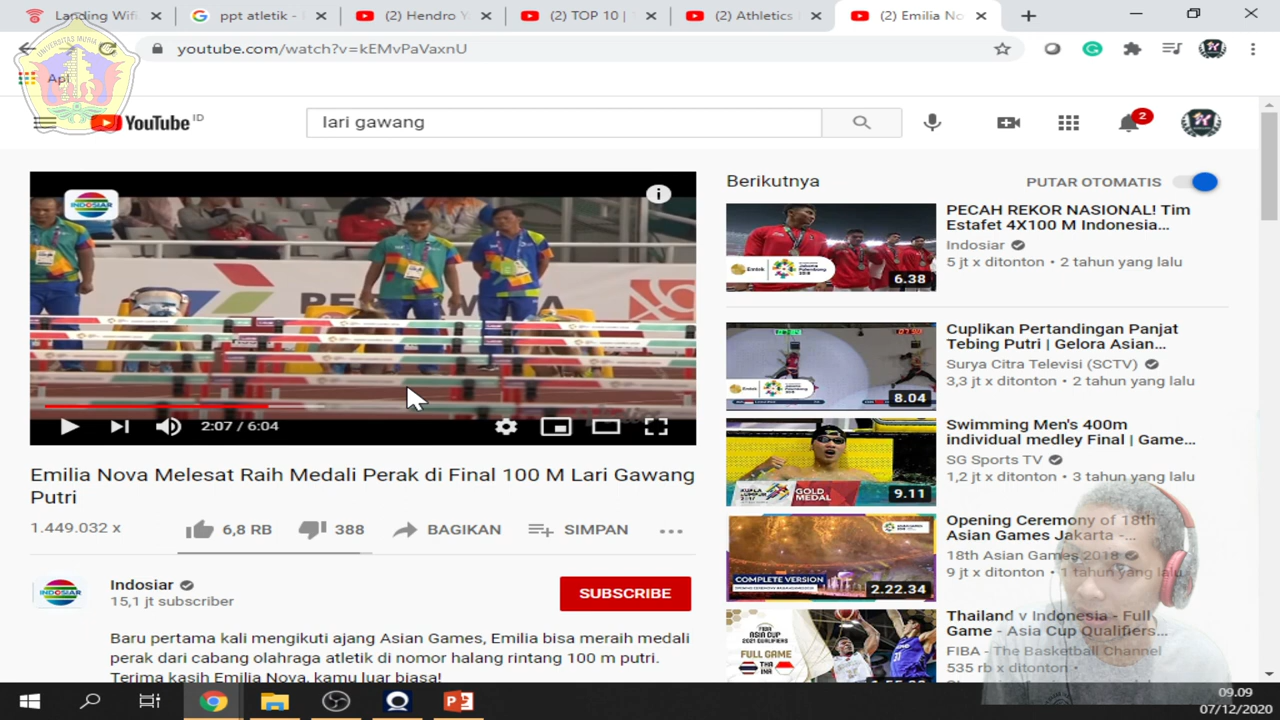 Landing Wifi
ppt atletik -
(2) Hendro Y
(2) TOP 10 |
(2) Athletics
(2) Emilia No
youtube.com/watch?v=kEMvPaVaxnU
Apl
YouTube ID
lari gawang
2
INDOSIAR
2:07 / 6:04
Emilia Nova Melesat Raih Medali Perak di Final 100 M Lari Gawang
Putri
1.449.032 x
6,8 RB
388
BAGIKAN
SIMPAN
Indosiar
15,1 jt subscriber
SUBSCRIBE
Baru pertama kali mengikuti ajang Asian Games, Emilia bisa meraih medali
perak dari cabang olahraga atletik di nomor halang rintang 100 m putri.
Terima kasih Emilia Nova, kamu luar biasa!
Berikutnya
PUTAR OTOMATIS
6.38
PECAH REKOR NASIONAL! Tim
Estafet 4X100 M Indonesia...
Indosiar
5 jt x ditonton • 2 tahun yang lalu
8.04
Cuplikan Pertandingan Panjat
Tebing Putri | Gelora Asian...
Surya Citra Televisi (SCTV)
3,3 jt x ditonton • 2 tahun yang lalu
GOLD
MEDAL
9.11
Swimming Men's 400m
individual medley Final | Game...
SG Sports TV
1,2 jt x ditonton • 3 tahun yang lalu
COMPLETE VERSION
2.22.34
Opening Ceremony of 18th
Asian Games Jakarta -...
18th Asian Games 2018
9 jt x ditonton • 1 tahun yang lalu
FULL GAME
Thailand v Indonesia - Full
Game - Asia Cup Qualifiers...
FIBA - The Basketball Channel
535 rb x ditonton •
09.09
07/12/2020